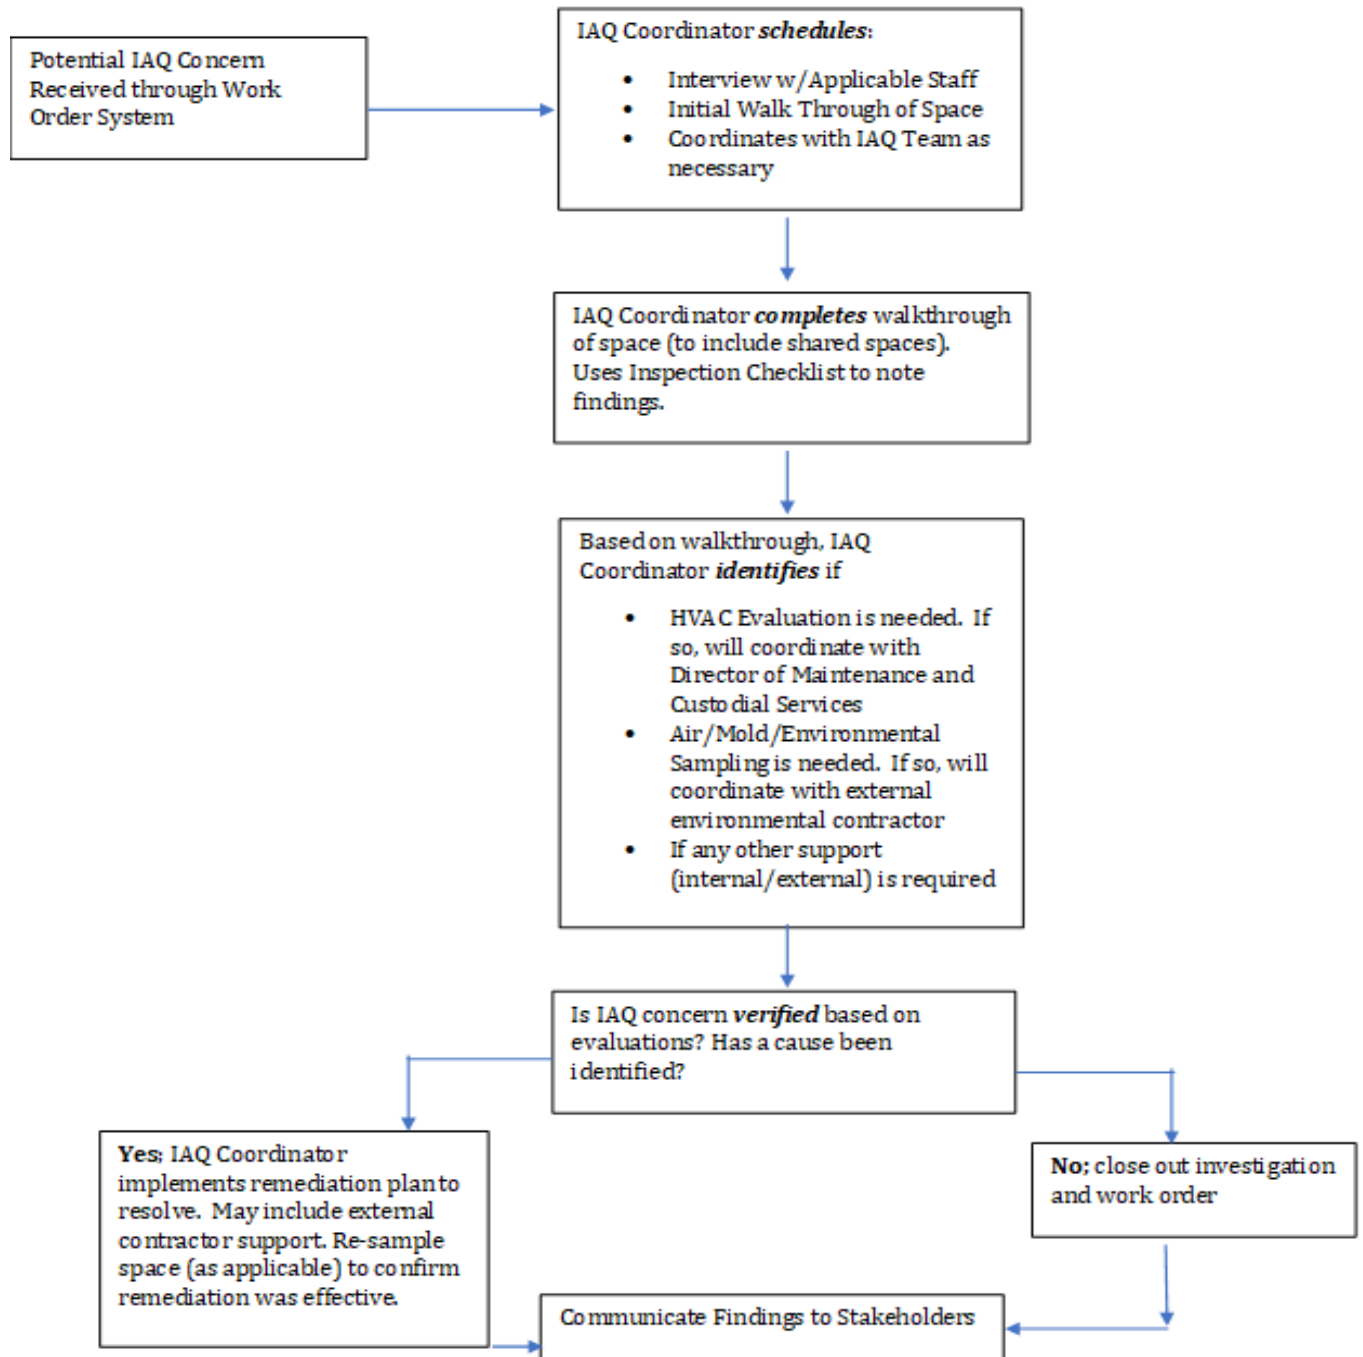 Potential IAQ Concern
Received through Work
Order System
IAQ Coordinator schedules:
• Interview w/Applicable Staff
• Initial Walk Through of Space
• Coordinates with IAQ Team as
necessary
IAQ Coordinator completes walkthrough
of space (to include shared spaces).
Uses Inspection Checklist to note
findings.
Based on walkthrough, IAQ
Coordinator identifies if
• HVAC Evaluation is needed. If
so, will coordinate with
Director of Maintenance and
Custodial Services
• Air/Mold/Environmental
Sampling is needed. If so, will
coordinate with external
environmental contractor
• If any other support
(internal/external) is required
Is IAQ concern verified based on
evaluations? Has a cause been
identified?
Yes; IAQ Coordinator
implements remediation plan to
resolve. May include external
contractor support. Re-sample
space (as applicable) to confirm
remediation was effective.
No; close out investigation
and work order
Communicate Findings to Stakeholders